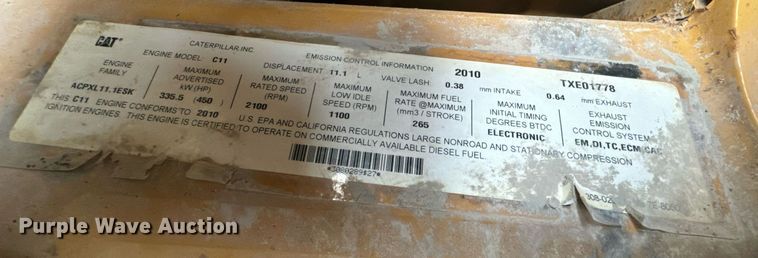 CAT CATERPILLAR.INC. EMISSION CONTROL INFORMATION 2010 TXE01778
ENGINE MODEL C11 DISPLACEMENT 11.1 L VALVE LASH: 0.38 mm INTAKE 0.64 mm EXHAUST
ENGINE FAMILY
ACPXL11.1ESK
MAXIMUM ADVERTISED kW (HP)
335.5 (450)
MAXIMUM RATED SPEED (RPM)
2100
MAXIMUM LOW IDLE SPEED (RPM)
1100
MAXIMUM FUEL RATE @MAXIMUM (mm3 / STROKE)
265
MAXIMUM INITIAL TIMING DEGREES BTDC
ELECTRONIC
EXHAUST EMISSION CONTROL SYSTEM
EM,DI,TC,ECM,CAC
THIS C11 ENGINE CONFORMS TO 2010 U.S. EPA AND CALIFORNIA REGULATIONS LARGE NONROAD AND STATIONARY COMPRESSION
IGNITION ENGINES. THIS ENGINE IS CERTIFIED TO OPERATE ON COMMERCIALLY AVAILABLE DIESEL FUEL.
308-02
Purple Wave Auction